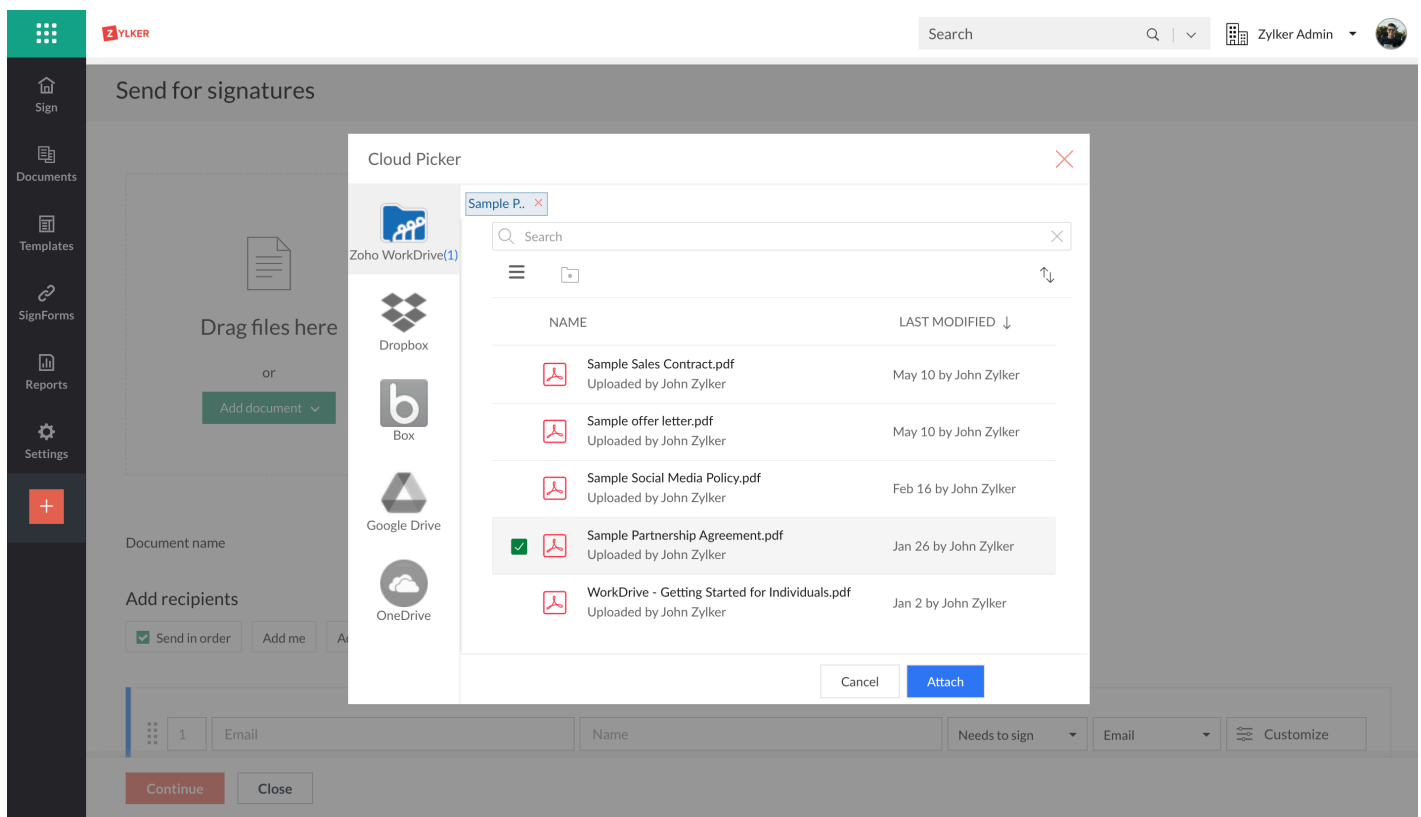 Z YLKER
Search
Zylker Admin
Sign
Documents
Templates
SignForms
Reports
Settings
Send for signatures
Drag files here
or
Add document
Document name
Add recipients
Send in order
Add me
1
Email
Name
Needs to sign
Email
Customize
Continue
Close
Cloud Picker
Zoho WorkDrive(1)
Dropbox
Box
Google Drive
OneDrive
Sample P..
Search
NAME
LAST MODIFIED
Sample Sales Contract.pdf
Uploaded by John Zylker
May 10 by John Zylker
Sample offer letter.pdf
Uploaded by John Zylker
May 10 by John Zylker
Sample Social Media Policy.pdf
Uploaded by John Zylker
Feb 16 by John Zylker
Sample Partnership Agreement.pdf
Uploaded by John Zylker
Jan 26 by John Zylker
WorkDrive - Getting Started for Individuals.pdf
Uploaded by John Zylker
Jan 2 by John Zylker
Cancel
Attach